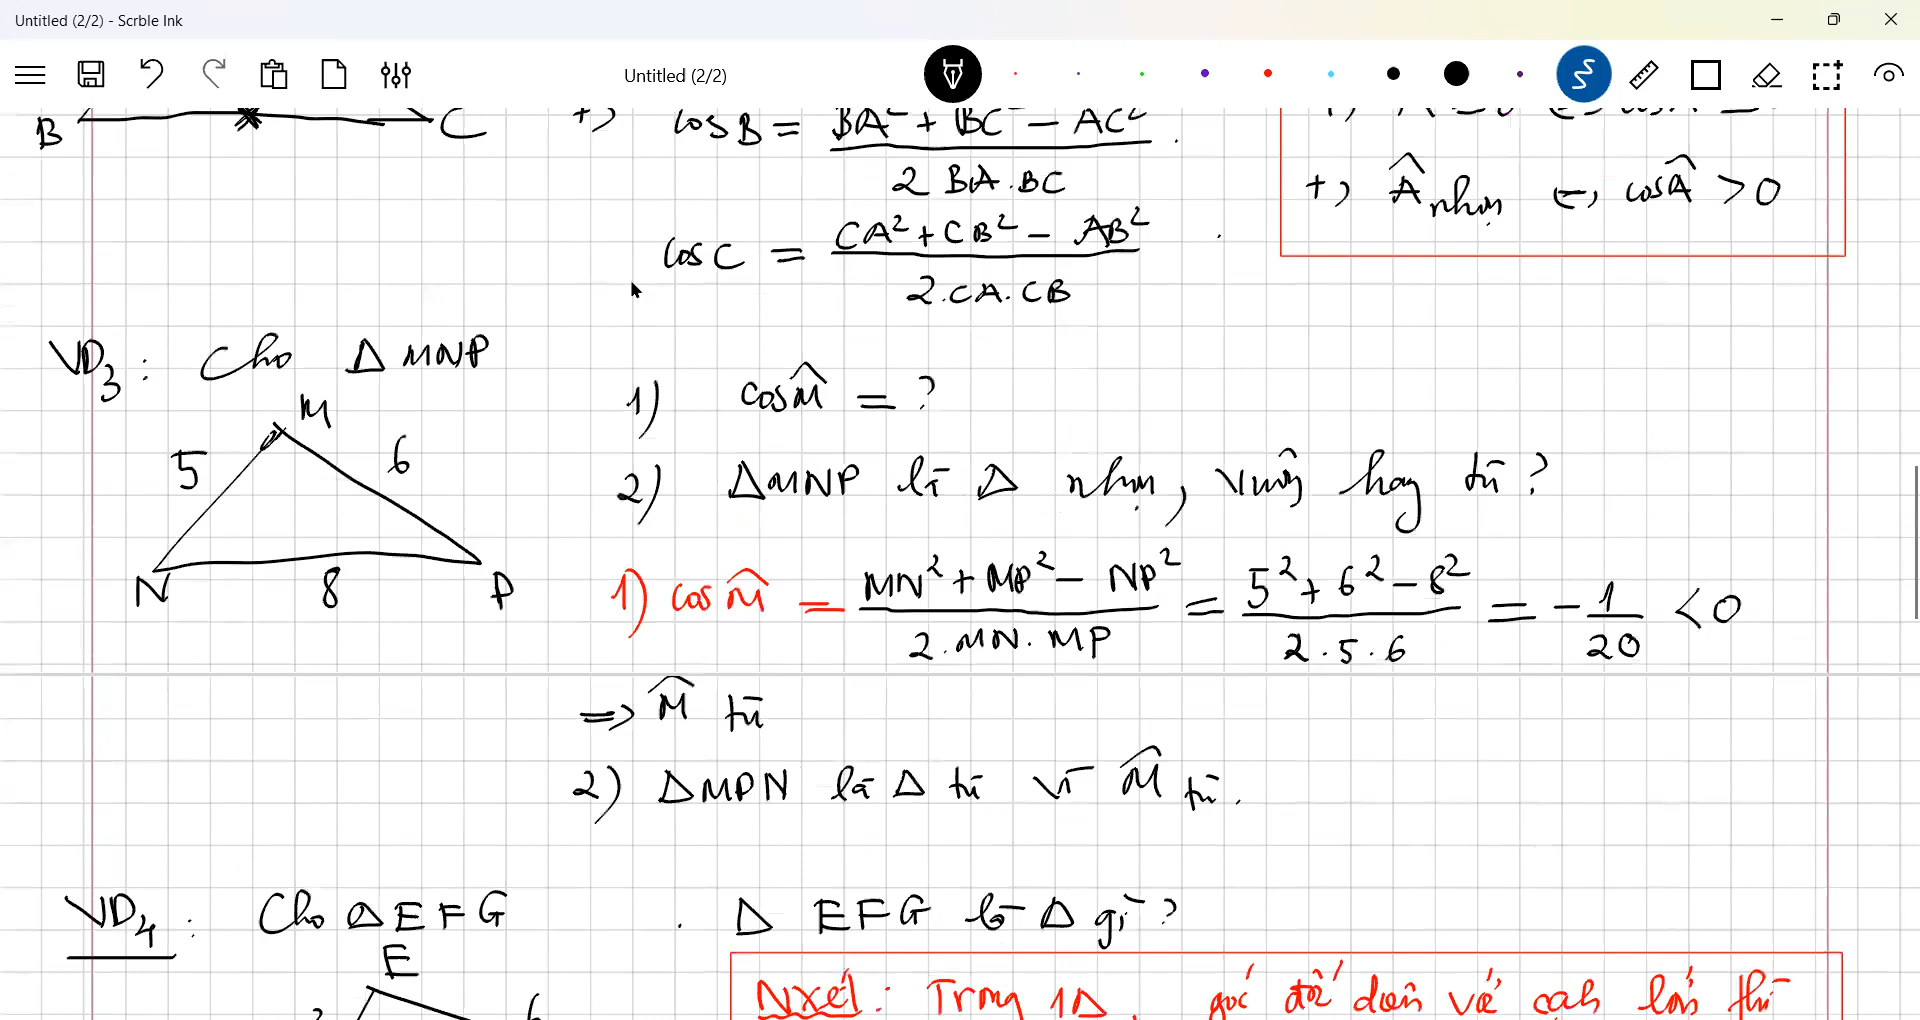 Untitled (2/2) - Scrble Ink
Untitled (2/2)
B C +) cos B = (BA² + BC² - AC²) / (2 BA.BC) .
+) Â nhọn <=> cos Â > 0
cos C = (CA² + CB² - AB²) / (2.CA.CB) .
VD3 : Cho Δ MNP
M
5 6
N 8 P
1) cos M̂ = ?
2) ΔMNP là Δ nhọn, vuông hay tù ?
1) cos M̂ = (MN² + MP² - NP²) / (2.MN.MP) = (5² + 6² - 8²) / (2.5.6) = - 1/20 < 0
=> M̂ tù
2) ΔMPN là Δ tù vì M̂ tù.
VD4 : Cho Δ EFG . Δ EFG là Δ gì ?
E
6
Nxét : Trong 1Δ, góc đối diện với cạnh lớn thì